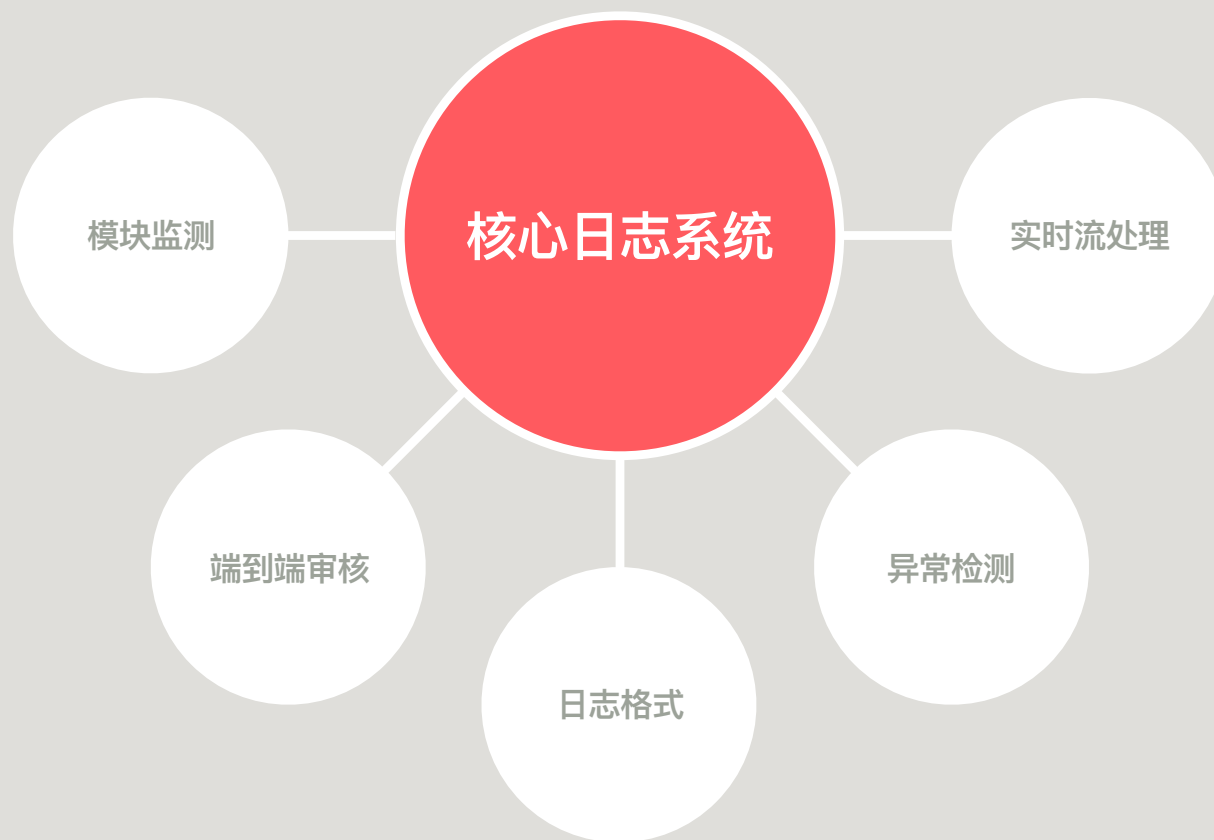 核心日志系统
模块监测
实时流处理
端到端审核
异常检测
日志格式